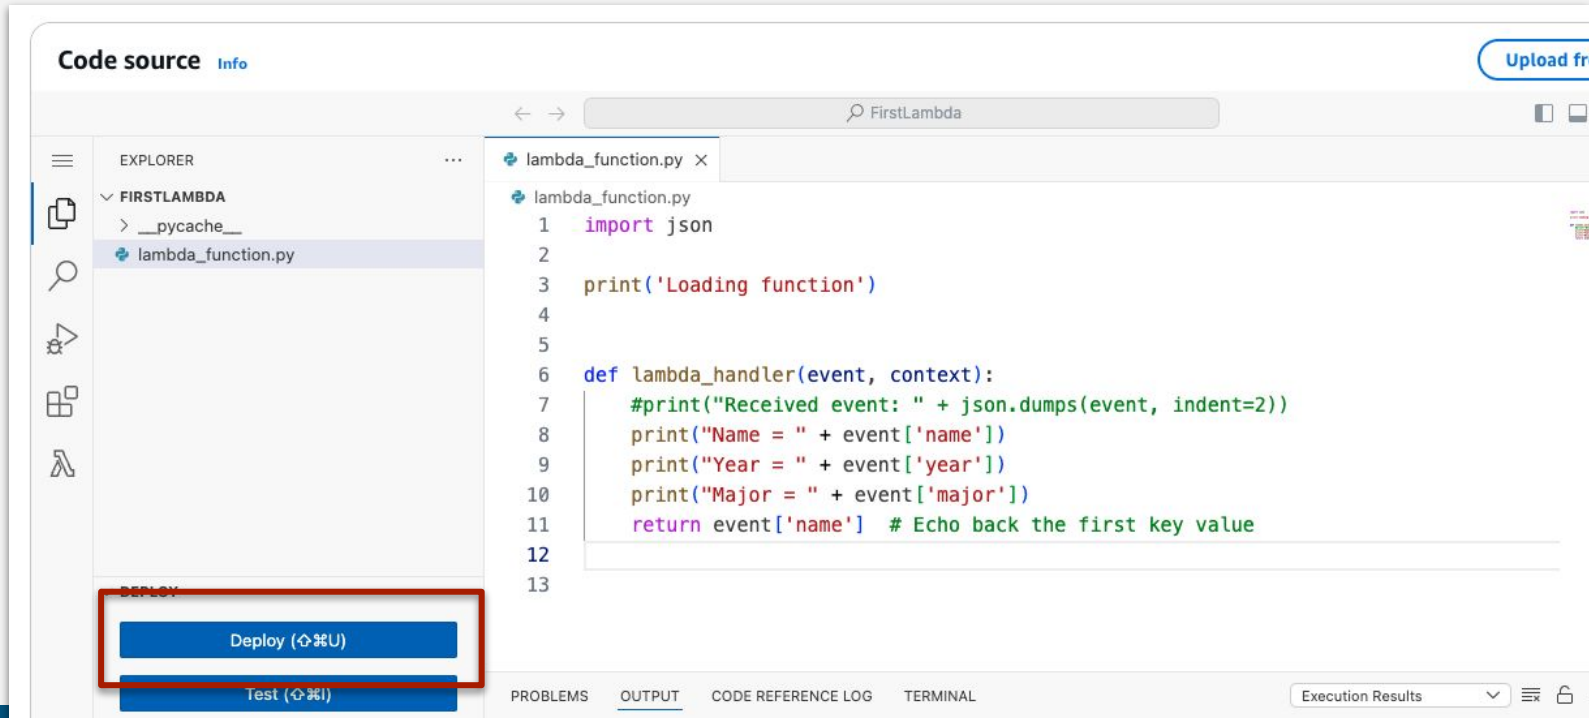 Code source Info
Upload fr
FirstLambda
EXPLORER
lambda_function.py
FIRSTLAMBDA
__pycache__
lambda_function.py
lambda_function.py
1 import json
2
3 print('Loading function')
4
5
6 def lambda_handler(event, context):
7 #print("Received event: " + json.dumps(event, indent=2))
8 print("Name = " + event['name'])
9 print("Year = " + event['year'])
10 print("Major = " + event['major'])
11 return event['name']  # Echo back the first key value
12
13
DEPLOY
Deploy (⇧⌘U)
Test (⇧⌘I)
PROBLEMS OUTPUT CODE REFERENCE LOG TERMINAL Execution Results